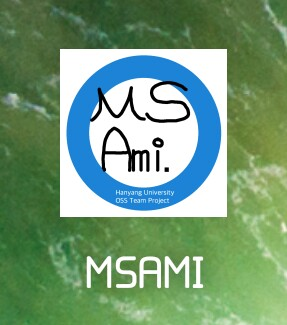 MS
Ami.
Hanyang University
OSS Team Project
MSAMI